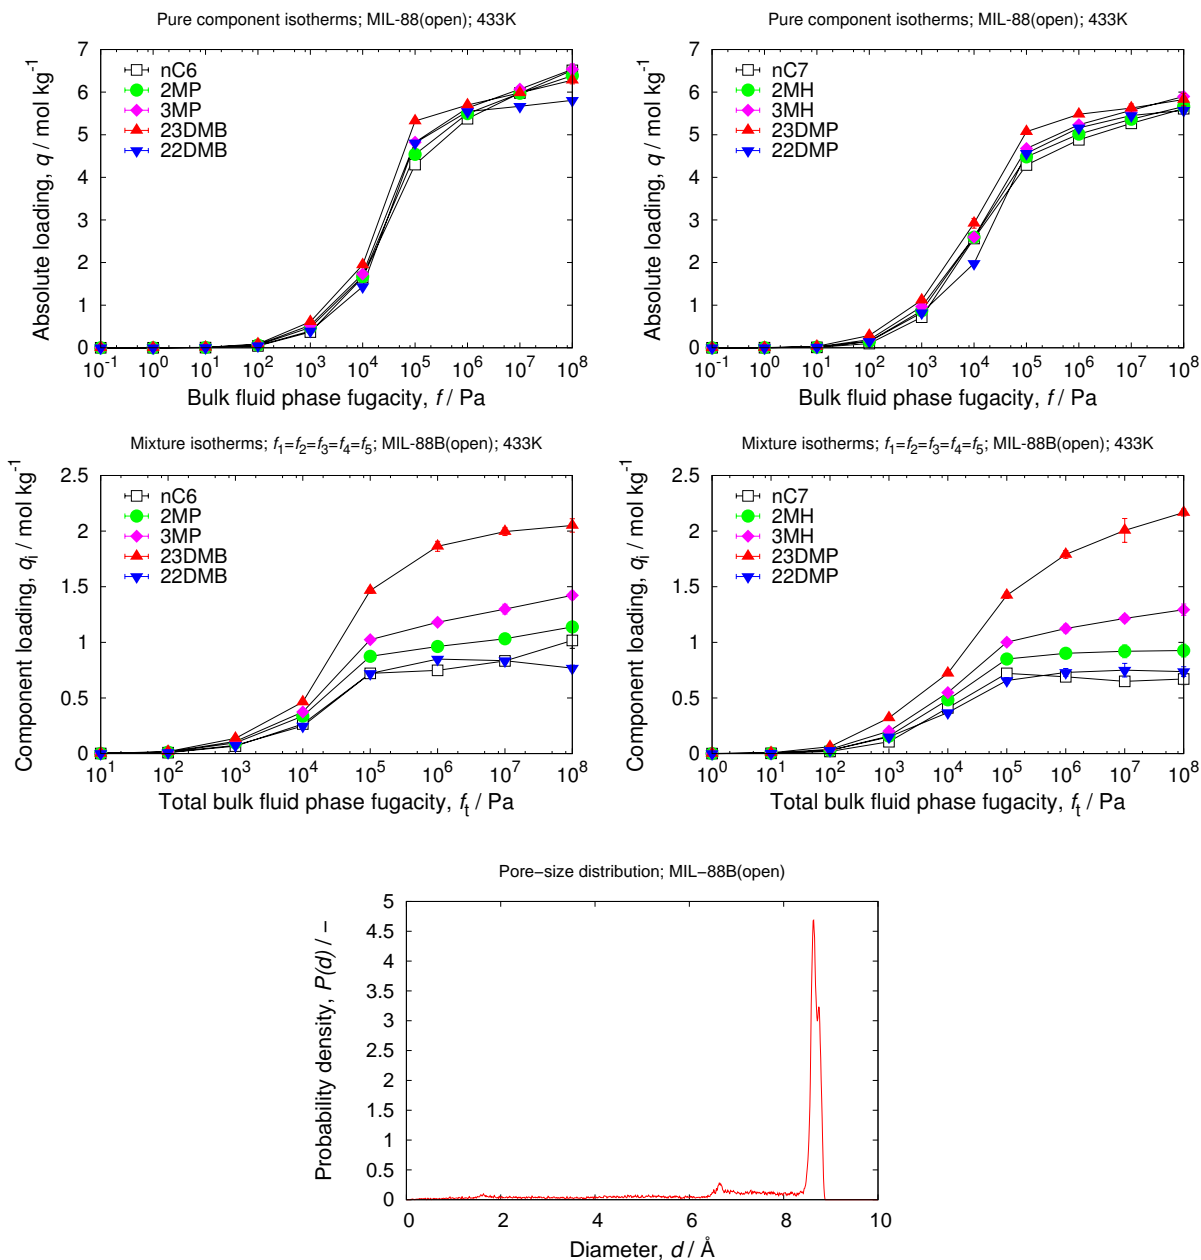 Pure component isotherms; MIL-88(open); 433K
Absolute loading, q / mol kg⁻¹
7
6
5
4
3
2
1
0
nC6
2MP
3MP
23DMB
22DMB
10⁻¹ 10⁰ 10¹ 10² 10³ 10⁴ 10⁵ 10⁶ 10⁷ 10⁸
Bulk fluid phase fugacity, f / Pa
Pure component isotherms; MIL-88(open); 433K
Absolute loading, q / mol kg⁻¹
7
6
5
4
3
2
1
0
nC7
2MH
3MH
23DMP
22DMP
10⁻¹ 10⁰ 10¹ 10² 10³ 10⁴ 10⁵ 10⁶ 10⁷ 10⁸
Bulk fluid phase fugacity, f / Pa
Mixture isotherms; f₁=f₂=f₃=f₄=f₅; MIL-88B(open); 433K
Component loading, qᵢ / mol kg⁻¹
2.5
2
1.5
1
0.5
0
nC6
2MP
3MP
23DMB
22DMB
10¹ 10² 10³ 10⁴ 10⁵ 10⁶ 10⁷ 10⁸
Total bulk fluid phase fugacity, fₜ / Pa
Mixture isotherms; f₁=f₂=f₃=f₄=f₅; MIL-88B(open); 433K
Component loading, qᵢ / mol kg⁻¹
2.5
2
1.5
1
0.5
0
nC7
2MH
3MH
23DMP
22DMP
10⁰ 10¹ 10² 10³ 10⁴ 10⁵ 10⁶ 10⁷ 10⁸
Total bulk fluid phase fugacity, fₜ / Pa
Pore−size distribution; MIL−88B(open)
Probability density, P(d) / −
5
4.5
4
3.5
3
2.5
2
1.5
1
0.5
0
0 2 4 6 8 10
Diameter, d / Å